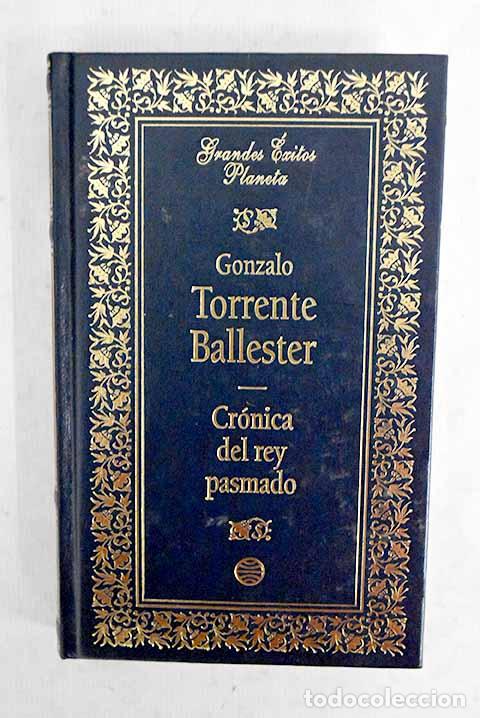 Grandes Éxitos
Planeta
Gonzalo
Torrente
Ballester
Crónica
del rey
pasmado
todocoleccion